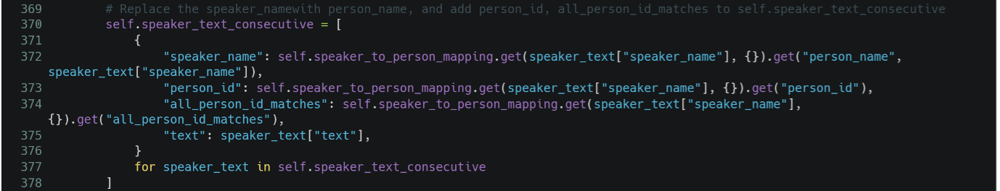 369         # Replace the speaker_namewith person_name, and add person_id, all_person_id_matches to self.speaker_text_consecutive
370         self.speaker_text_consecutive = [
371             {
372                 "speaker_name": self.speaker_to_person_mapping.get(speaker_text["speaker_name"], {}).get("person_name",
speaker_text["speaker_name"]),
373                 "person_id": self.speaker_to_person_mapping.get(speaker_text["speaker_name"], {}).get("person_id"),
374                 "all_person_id_matches": self.speaker_to_person_mapping.get(speaker_text["speaker_name"],
{}).get("all_person_id_matches"),
375                 "text": speaker_text["text"],
376             }
377             for speaker_text in self.speaker_text_consecutive
378         ]